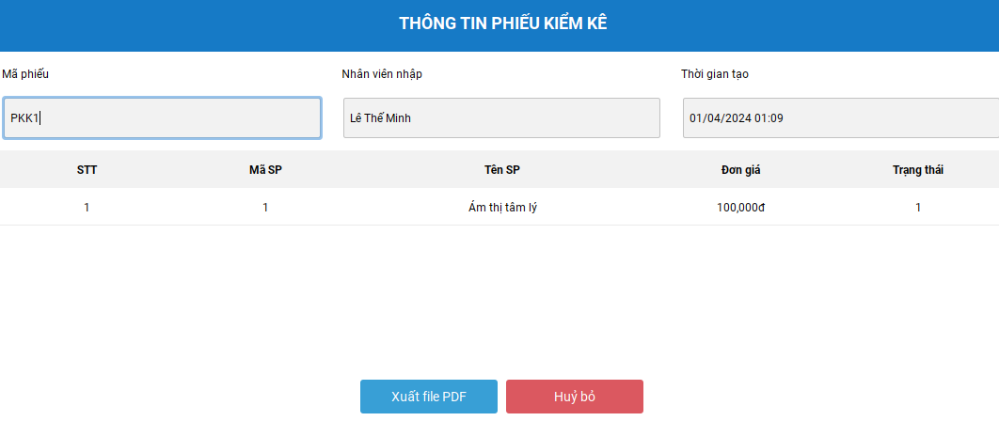 THÔNG TIN PHIẾU KIỂM KÊ
Mã phiếu Nhân viên nhập Thời gian tạo
PKK1 Lê Thế Minh 01/04/2024 01:09
STT Mã SP Tên SP Đơn giá Trạng thái
1 1 Ám thị tâm lý 100,000đ 1
Xuất file PDF Huỷ bỏ